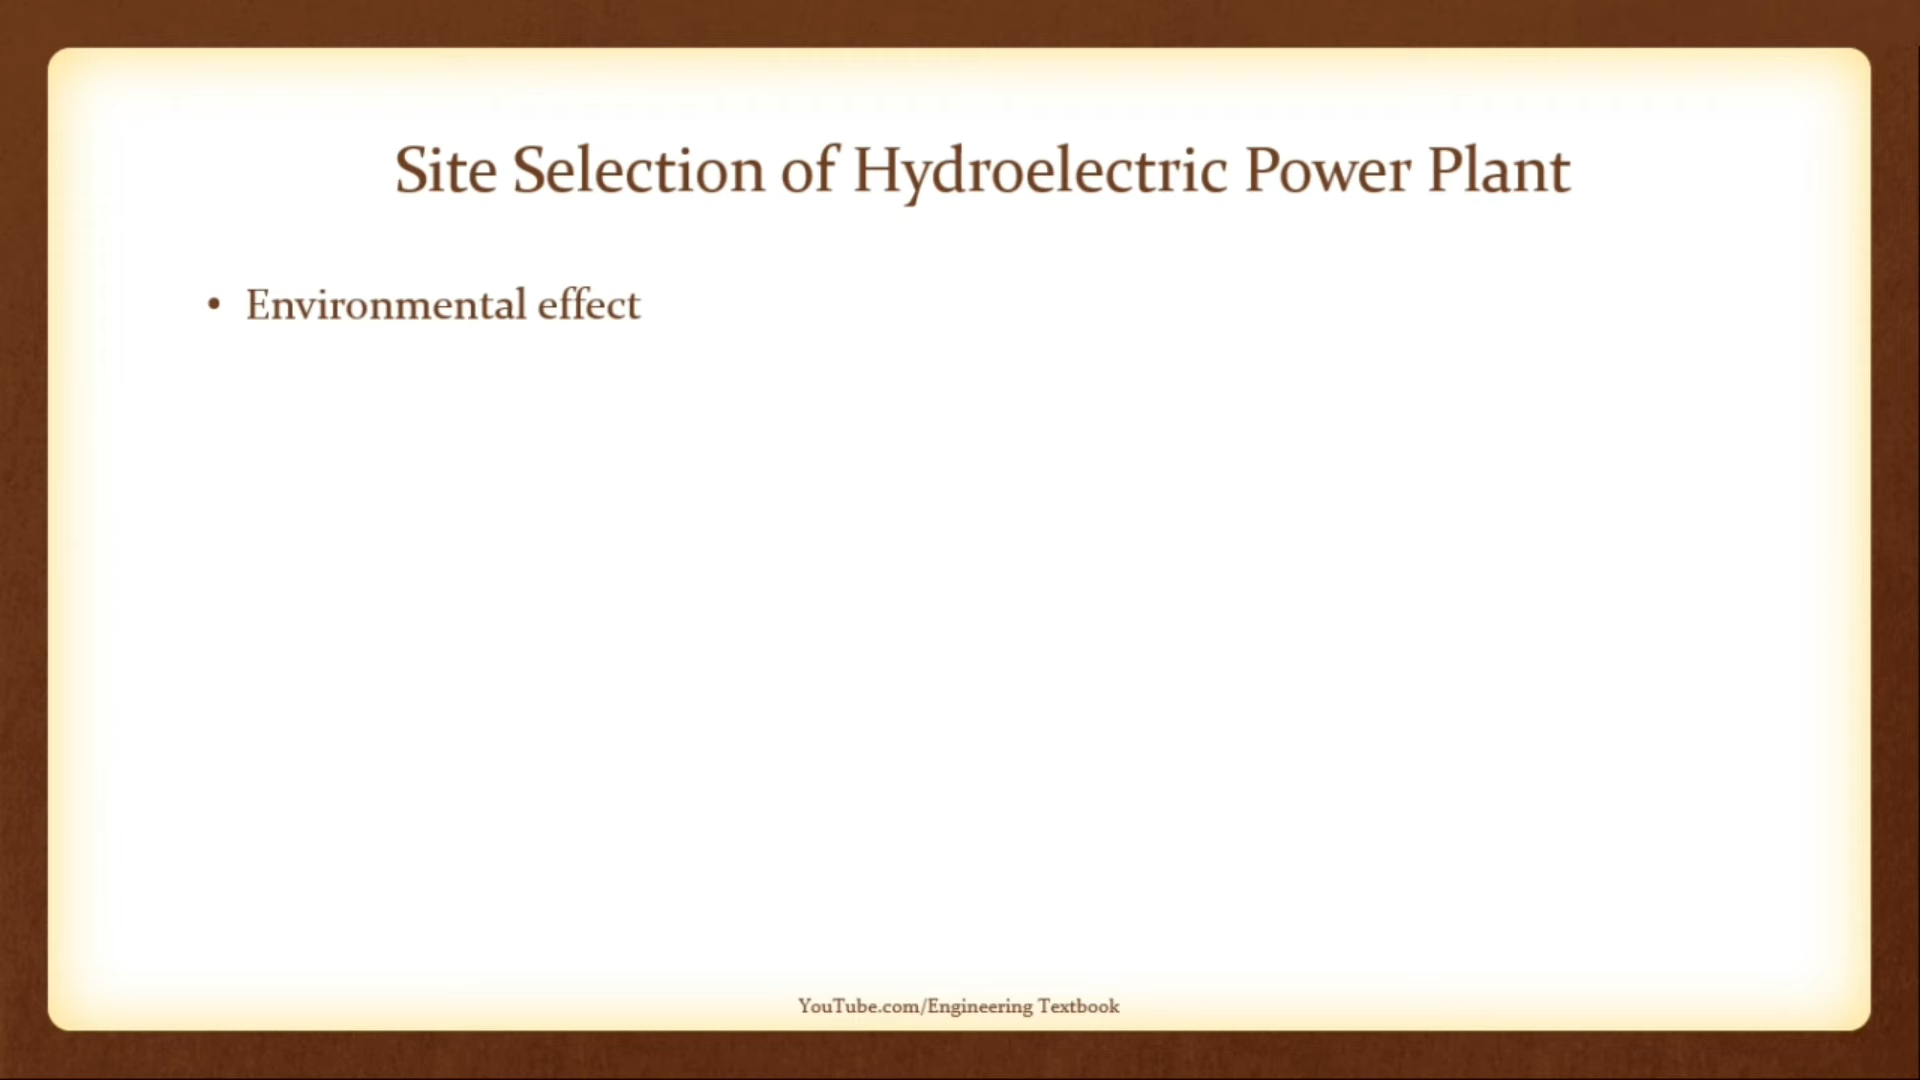 Site Selection of Hydroelectric Power Plant
• Environmental effect
YouTube.com/Engineering Textbook